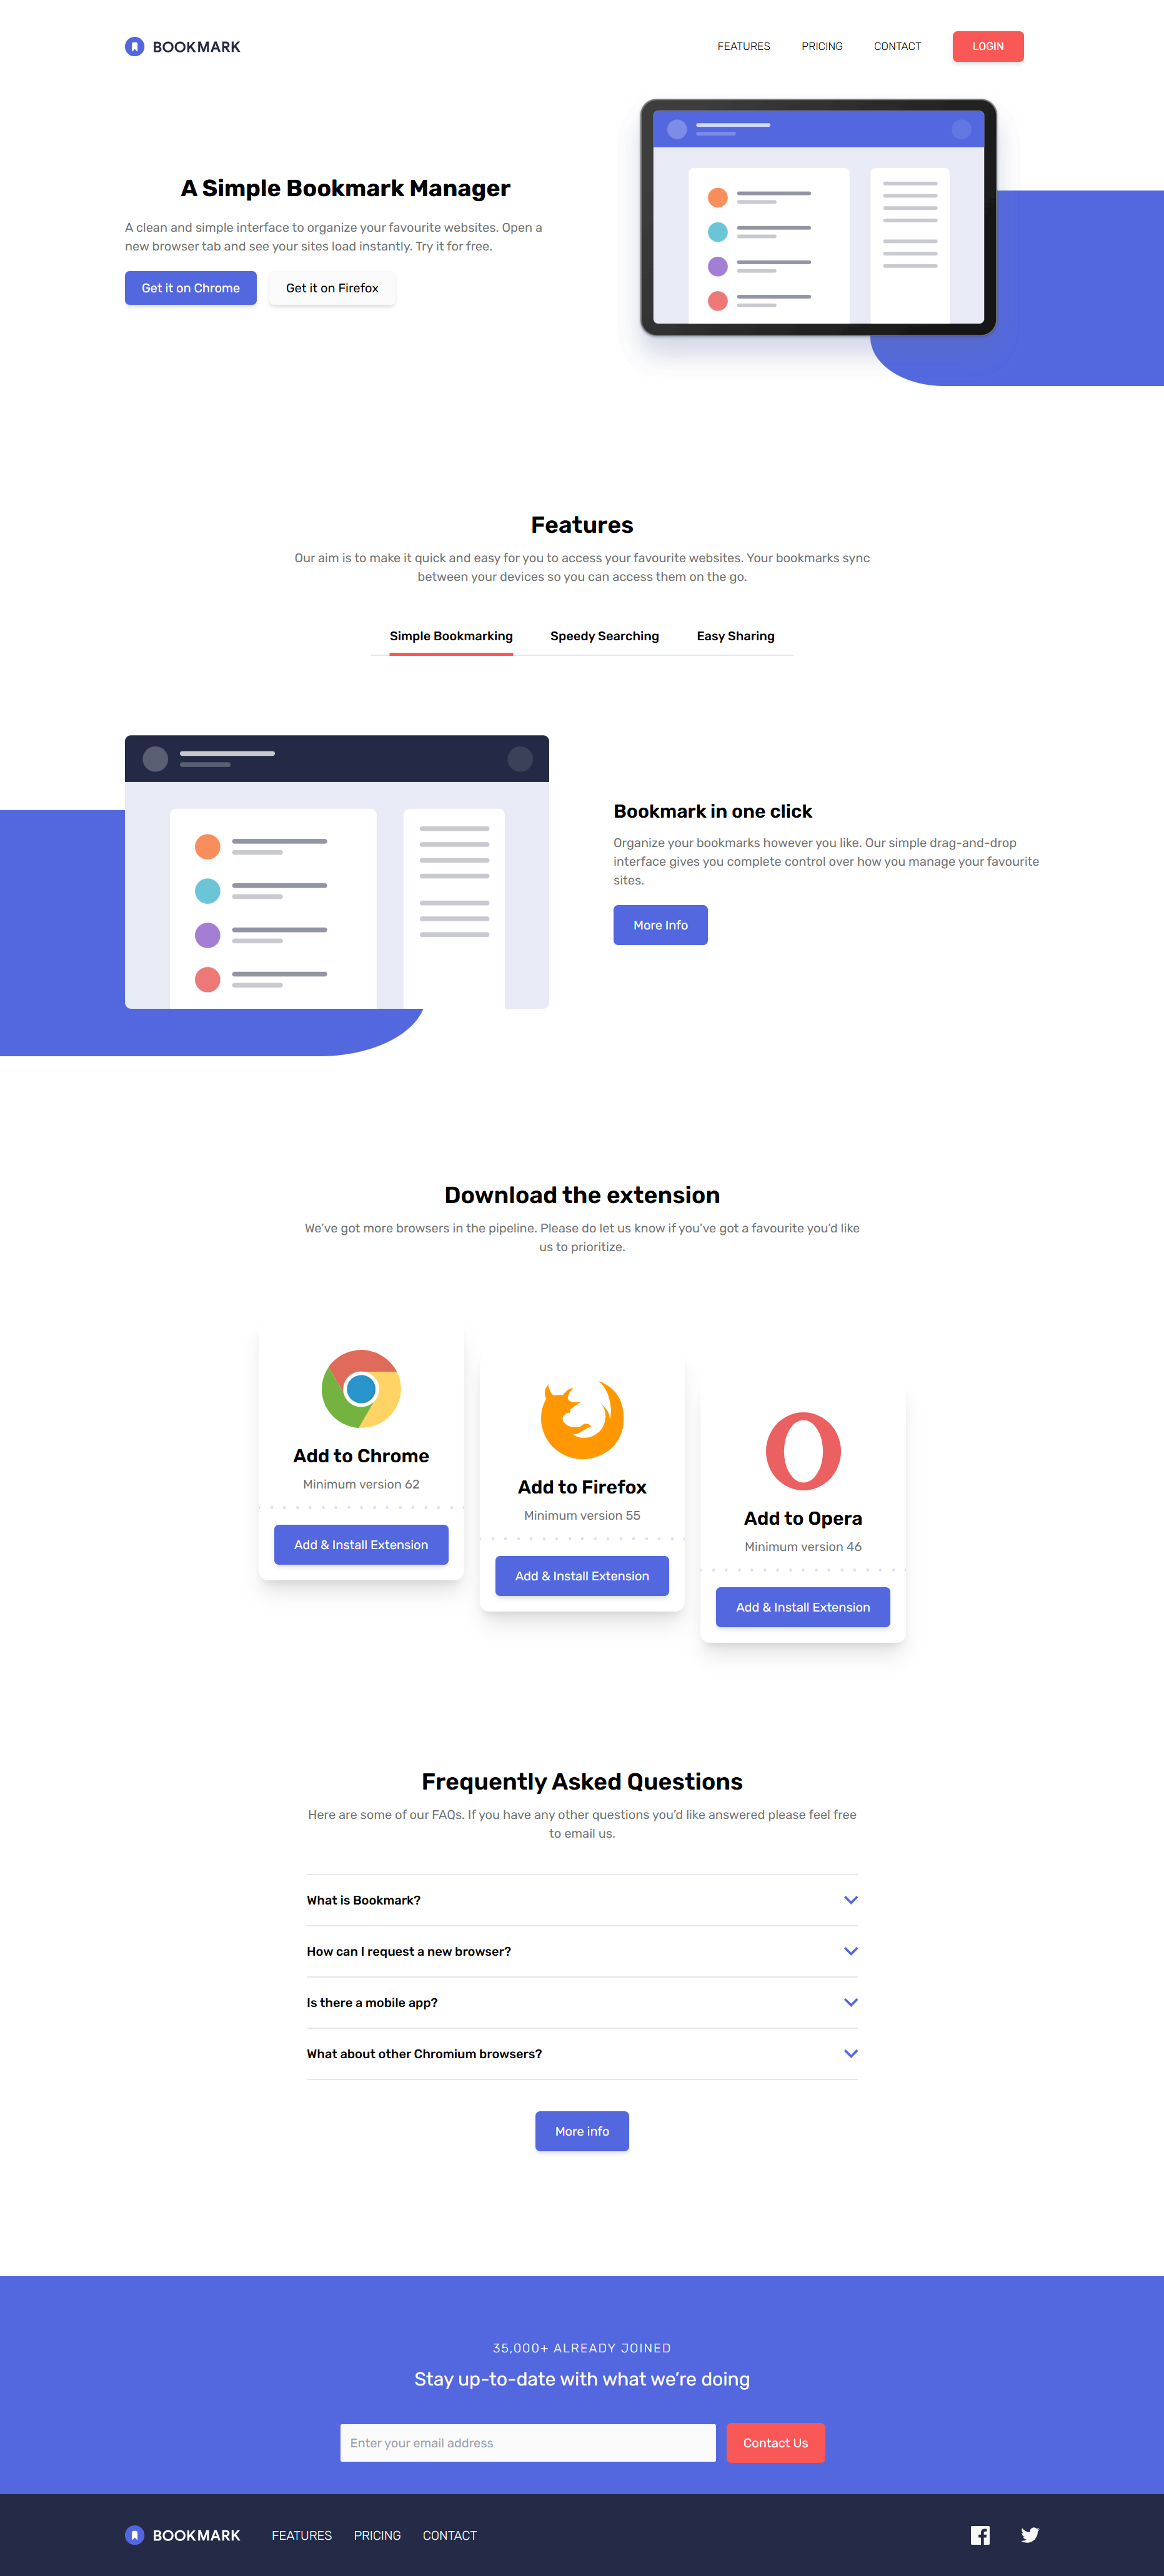 BOOKMARK
FEATURES PRICING CONTACT LOGIN
A Simple Bookmark Manager
A clean and simple interface to organize your favourite websites. Open a
new browser tab and see your sites load instantly. Try it for free.
Get it on Chrome Get it on Firefox
Features
Our aim is to make it quick and easy for you to access your favourite websites. Your bookmarks sync
between your devices so you can access them on the go.
Simple Bookmarking Speedy Searching Easy Sharing
Bookmark in one click
Organize your bookmarks however you like. Our simple drag-and-drop
interface gives you complete control over how you manage your favourite
sites.
More Info
Download the extension
We’ve got more browsers in the pipeline. Please do let us know if you’ve got a favourite you’d like
us to prioritize.
Add to Chrome
Minimum version 62
Add & Install Extension
Add to Firefox
Minimum version 55
Add & Install Extension
Add to Opera
Minimum version 46
Add & Install Extension
Frequently Asked Questions
Here are some of our FAQs. If you have any other questions you’d like answered please feel free
to email us.
What is Bookmark?
How can I request a new browser?
Is there a mobile app?
What about other Chromium browsers?
More info
35,000+ ALREADY JOINED
Stay up-to-date with what we’re doing
Enter your email address Contact Us
BOOKMARK FEATURES PRICING CONTACT